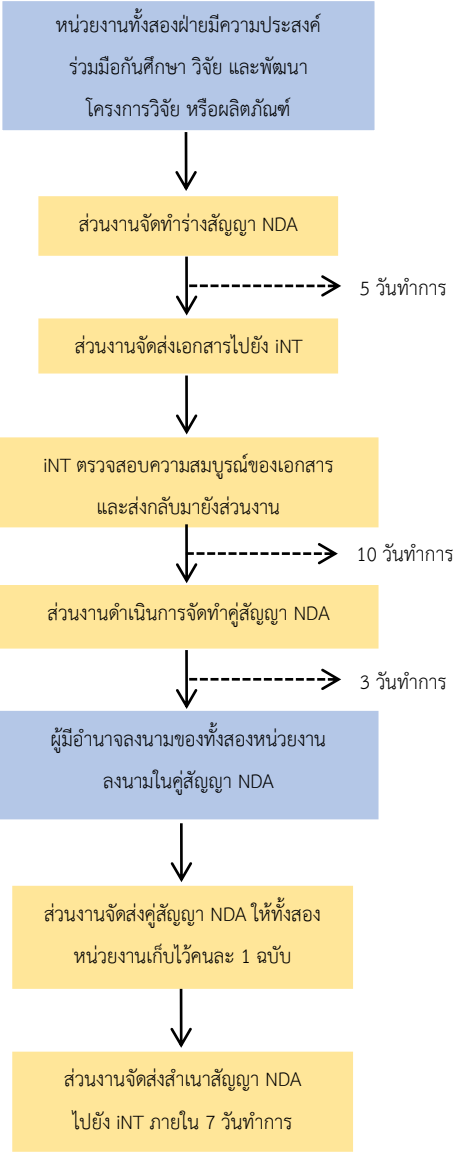 หน่วยงานทั้งสองฝ่ายมีความประสงค์
ร่วมมือกันศึกษา วิจัย และพัฒนา
โครงการวิจัย หรือผลิตภัณฑ์
ส่วนงานจัดทำร่างสัญญา NDA
5 วันทำการ
ส่วนงานจัดส่งเอกสารไปยัง iNT
iNT ตรวจสอบความสมบูรณ์ของเอกสาร
และส่งกลับมายังส่วนงาน
10 วันทำการ
ส่วนงานดำเนินการจัดทำคู่สัญญา NDA
3 วันทำการ
ผู้มีอำนาจลงนามของทั้งสองหน่วยงาน
ลงนามในคู่สัญญา NDA
ส่วนงานจัดส่งคู่สัญญา NDA ให้ทั้งสอง
หน่วยงานเก็บไว้คนละ 1 ฉบับ
ส่วนงานจัดส่งสำเนาสัญญา NDA
ไปยัง iNT ภายใน 7 วันทำการ